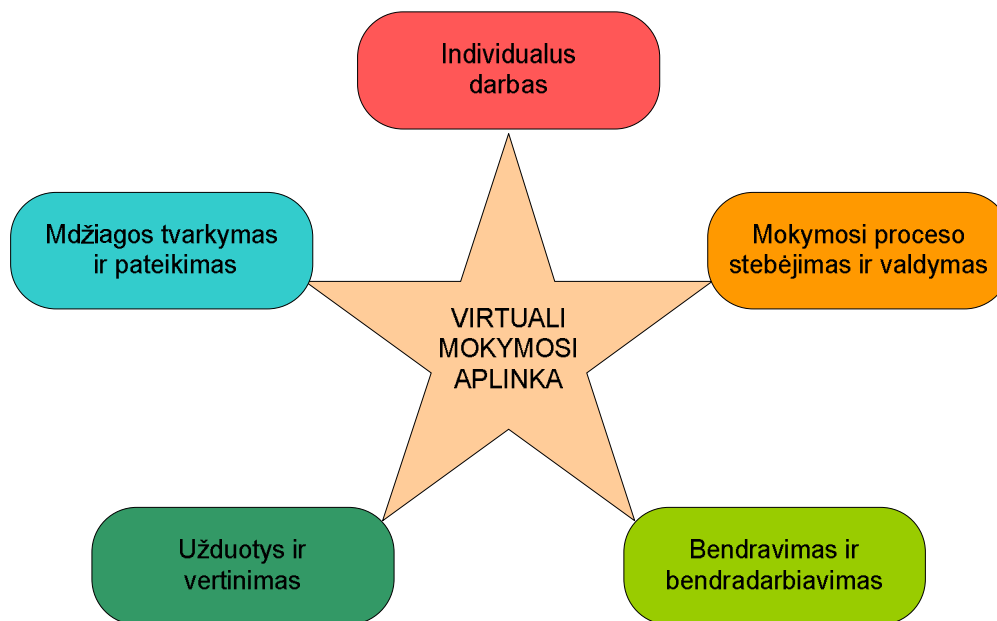 Individualus
darbas
Mdžiagos tvarkymas
ir pateikimas
Mokymosi proceso
stebėjimas ir valdymas
VIRTUALI
MOKYMOSI
APLINKA
Užduotys ir
vertinimas
Bendravimas ir
bendradarbiavimas